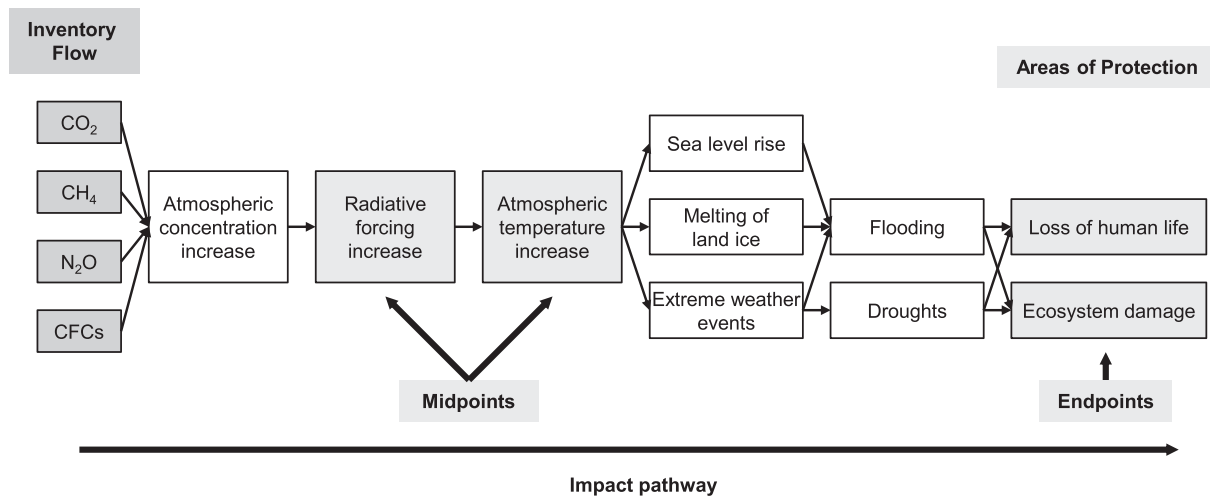 Inventory
Flow
Areas of Protection
CO₂
CH₄
N₂O
CFCs
Atmospheric
concentration
increase
Radiative
forcing
increase
Atmospheric
temperature
increase
Sea level rise
Melting of
land ice
Extreme weather
events
Flooding
Droughts
Loss of human life
Ecosystem damage
Midpoints
Endpoints
Impact pathway